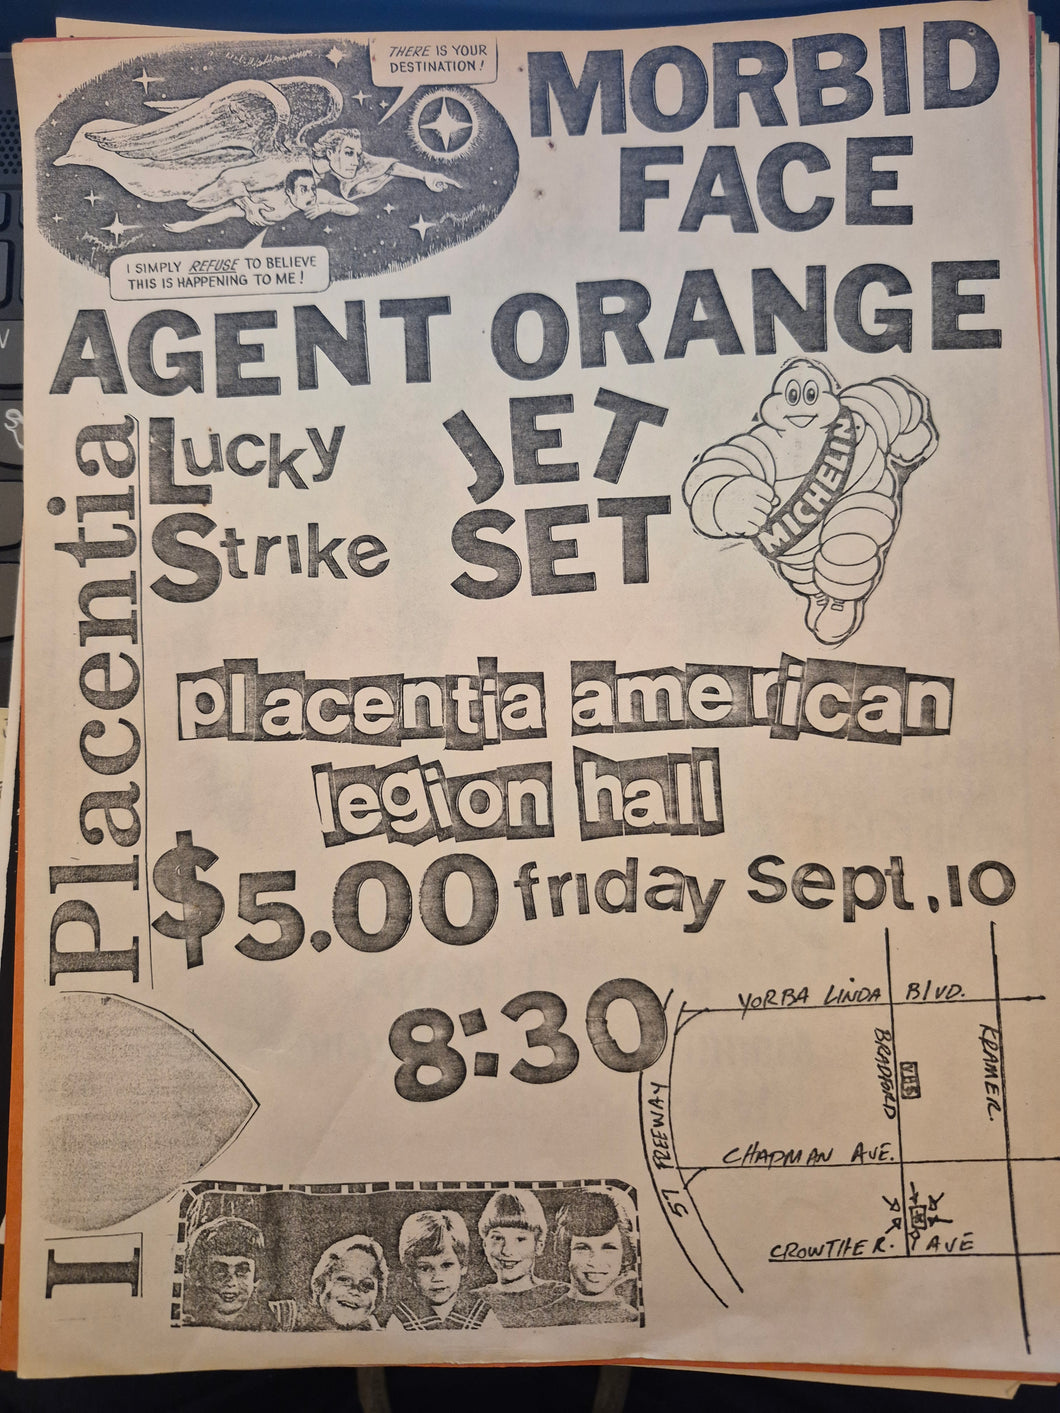 THERE IS YOUR
DESTINATION!
I SIMPLY REFUSE TO BELIEVE
THIS IS HAPPENING TO ME!
MORBID
FACE
AGENT ORANGE
Lucky
Strike
JET
SET
MICHELIN
Placentia
placentia american
legion hall
$5.00 friday Sept. 10
8:30
YORBA LINDA BLVD.
BRADFORD
VHS
KRAMER
57 FREEWAY
CHAPMAN AVE.
CROWTHER. AVE